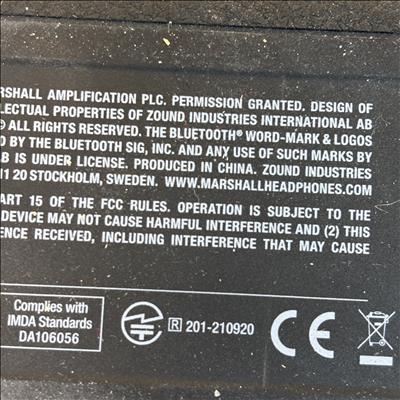 RSHALL AMPLIFICATION PLC. PERMISSION GRANTED. DESIGN OF
LLECTUAL PROPERTIES OF ZOUND INDUSTRIES INTERNATIONAL AB
© ALL RIGHTS RESERVED. THE BLUETOOTH® WORD-MARK & LOGOS
D BY THE BLUETOOTH SIG, INC. AND ANY USE OF SUCH MARKS BY
B IS UNDER LICENSE. PRODUCED IN CHINA. ZOUND INDUSTRIES
11 20 STOCKHOLM, SWEDEN. WWW.MARSHALLHEADPHONES.COM
ART 15 OF THE FCC RULES. OPERATION IS SUBJECT TO THE
DEVICE MAY NOT CAUSE HARMFUL INTERFERENCE AND (2) THIS
ENCE RECEIVED, INCLUDING INTERFERENCE THAT MAY CAUSE
Complies with
IMDA Standards
DA106056
R 201-210920
CE